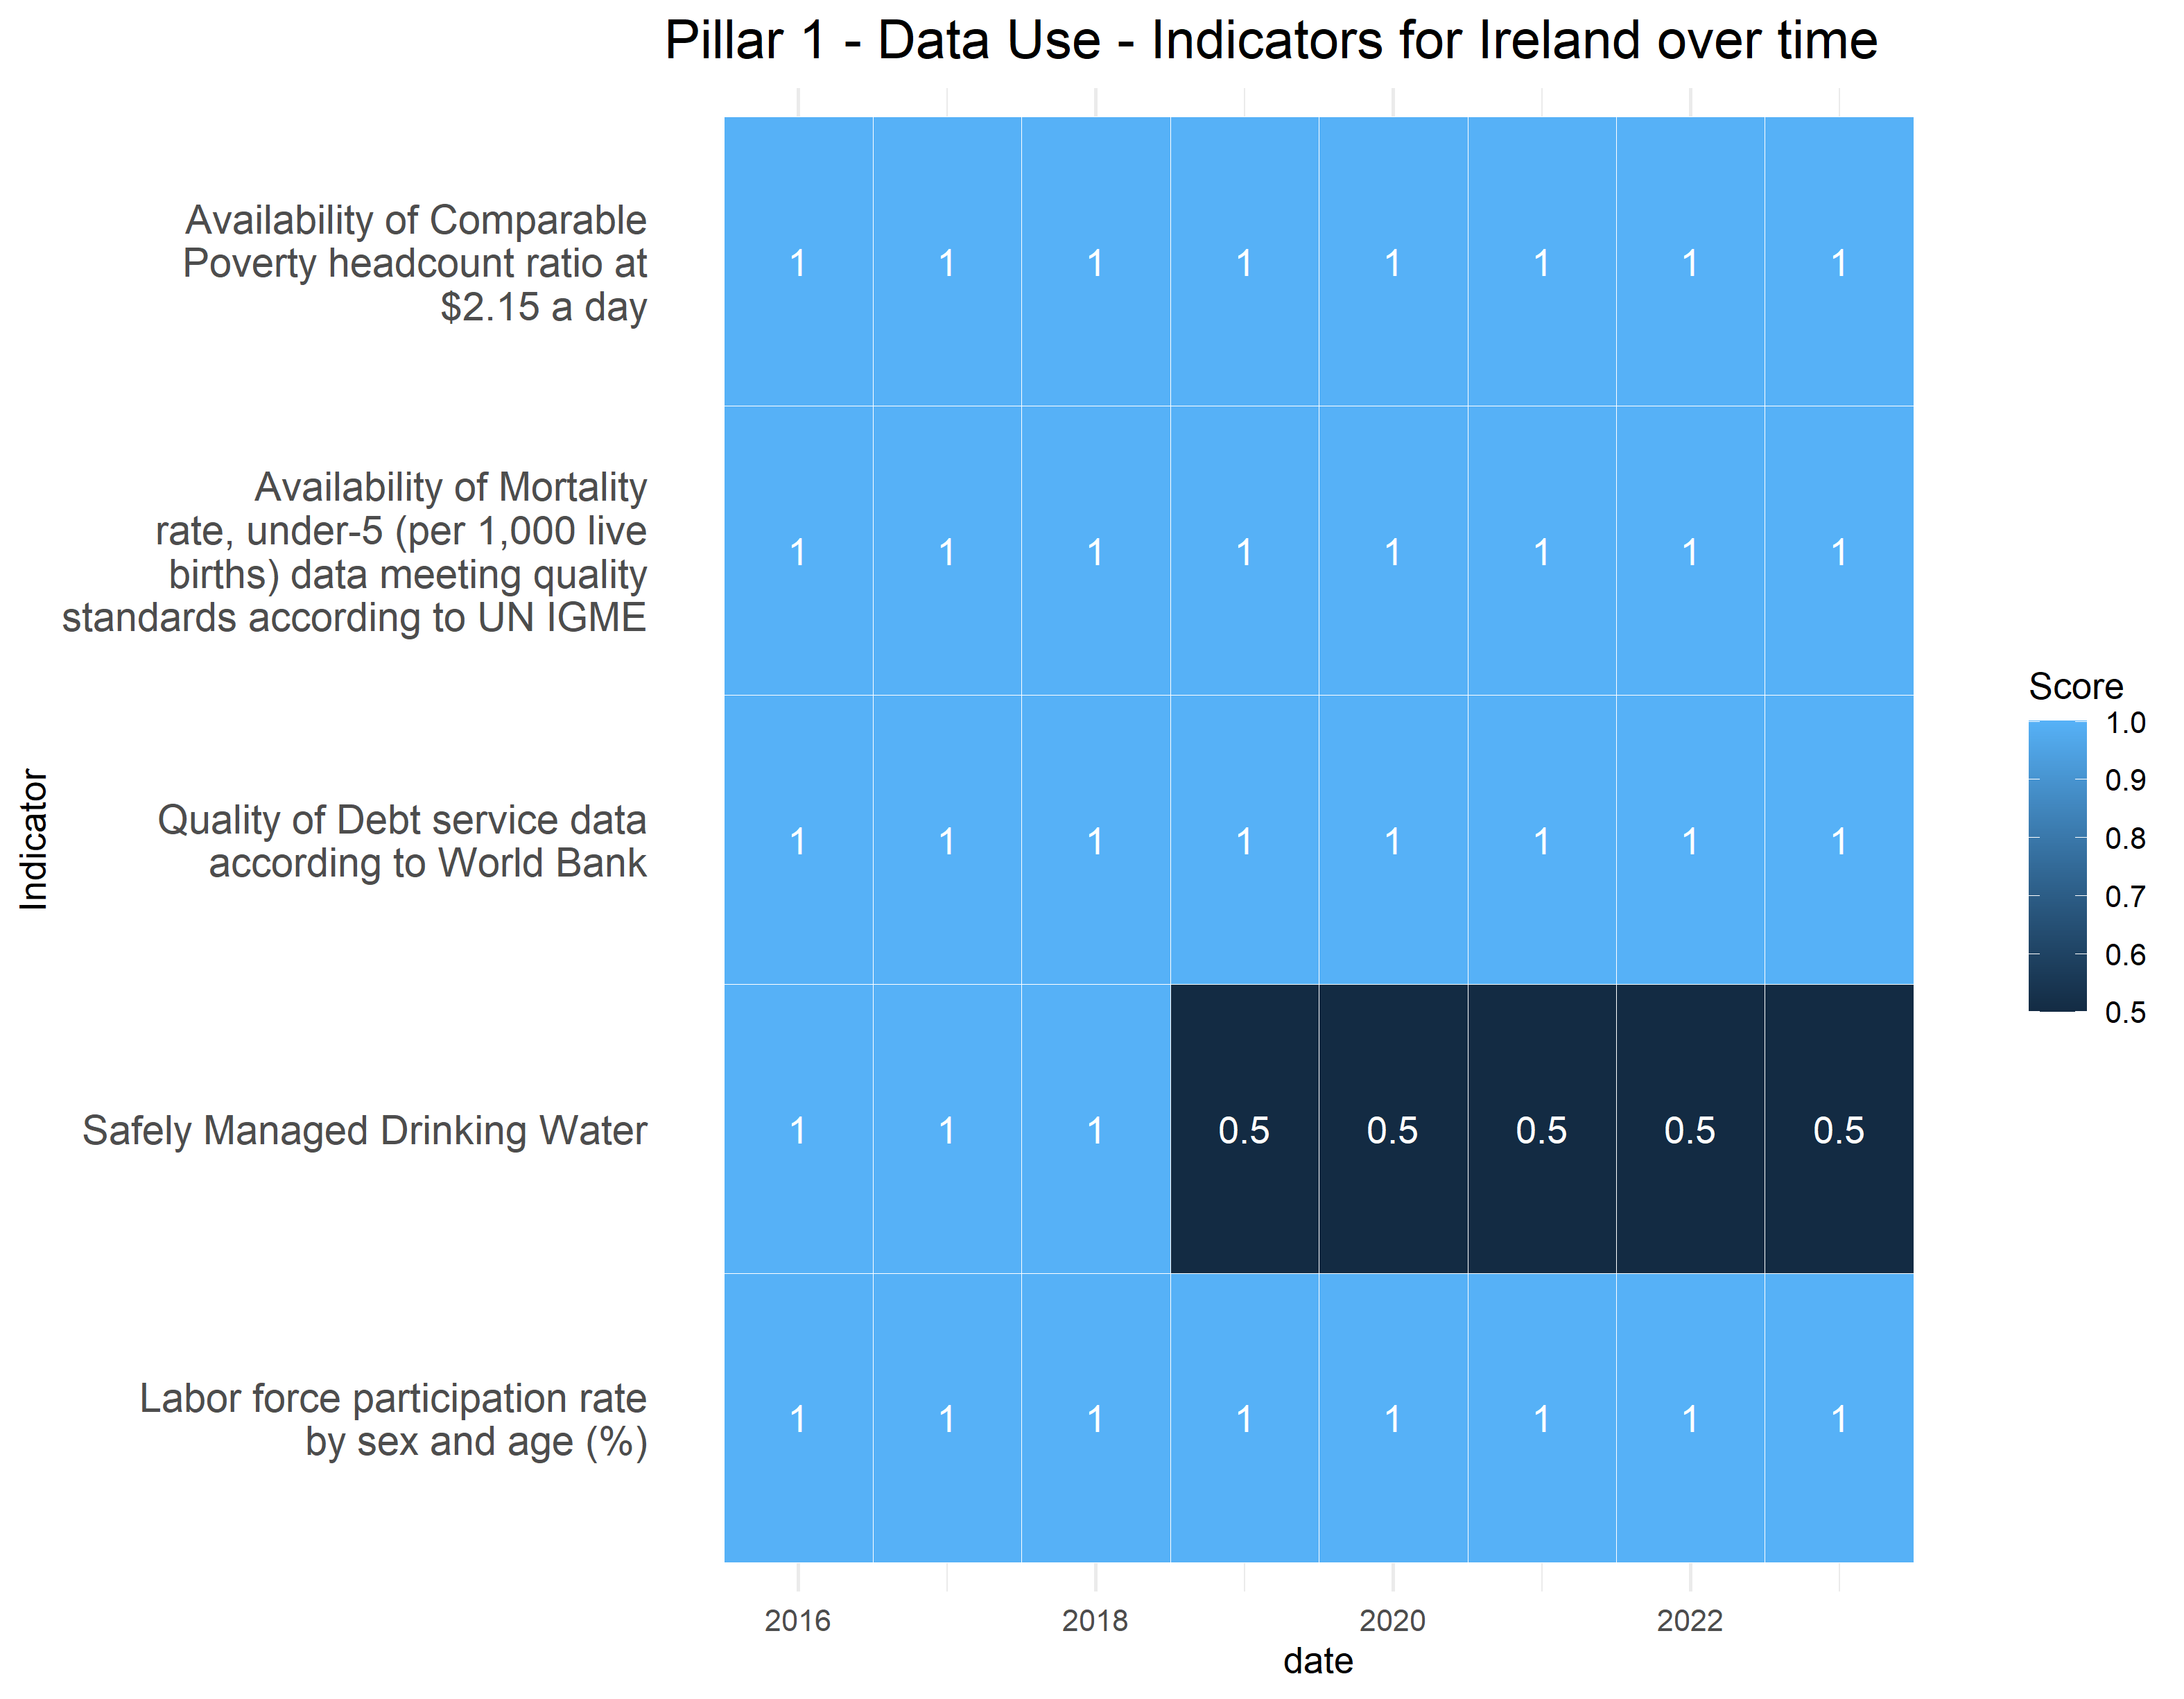 Pillar 1 - Data Use - Indicators for Ireland over time
Indicator
Availability of Comparable
Poverty headcount ratio at
$2.15 a day
1 1 1 1 1 1 1 1
Availability of Mortality
rate, under-5 (per 1,000 live
births) data meeting quality
standards according to UN IGME
1 1 1 1 1 1 1 1
Quality of Debt service data
according to World Bank
1 1 1 1 1 1 1 1
Safely Managed Drinking Water
1 1 1 0.5 0.5 0.5 0.5 0.5
Labor force participation rate
by sex and age (%)
1 1 1 1 1 1 1 1
2016 2018 2020 2022
date
Score
1.0
0.9
0.8
0.7
0.6
0.5